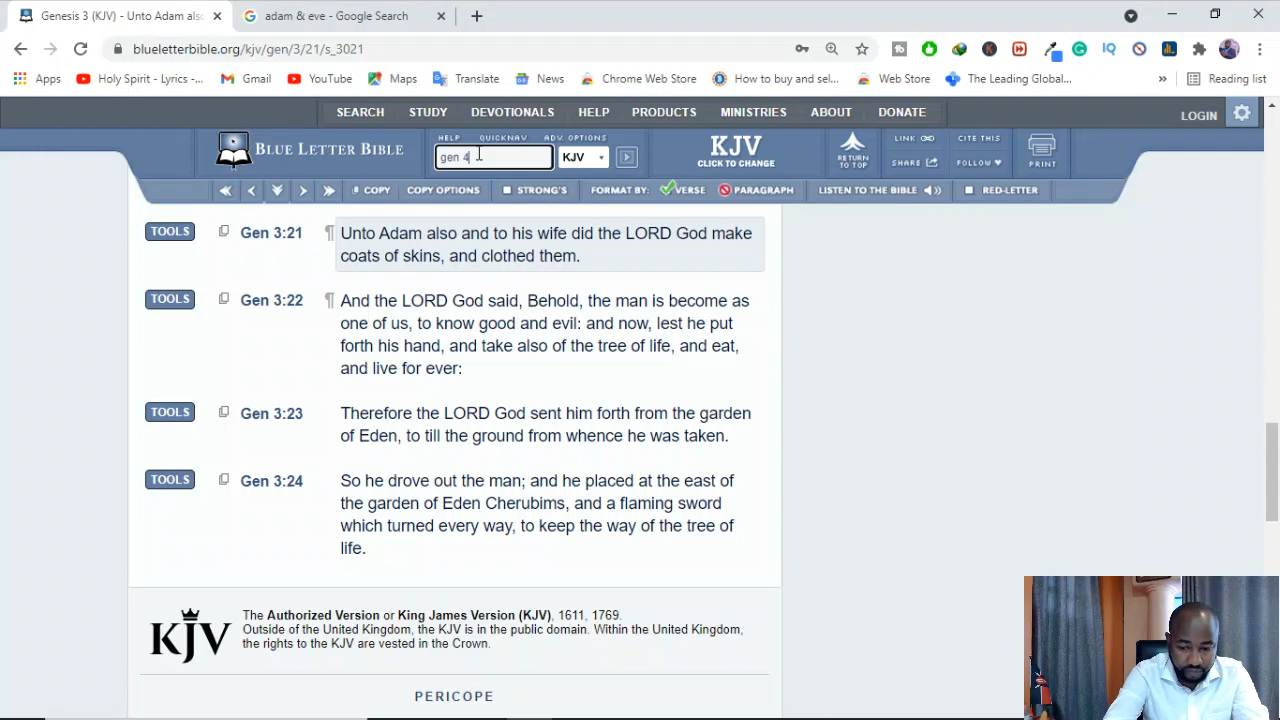 Genesis 3 (KJV) - Unto Adam also
adam & eve - Google Search
blueletterbible.org/kjv/gen/3/21/s_3021
Apps
Holy Spirit - Lyrics -...
Gmail
YouTube
Maps
Translate
News
Chrome Web Store
How to buy and sel...
Web Store
The Leading Global...
»
Reading list
SEARCH STUDY DEVOTIONALS HELP PRODUCTS MINISTRIES ABOUT DONATE
LOGIN
BLUE LETTER BIBLE
HELP QUICKNAV ADV. OPTIONS
gen 4
KJV
KJV
CLICK TO CHANGE
RETURN
TO TOP
LINK
CITE THIS
SHARE
FOLLOW
PRINT
COPY COPY OPTIONS STRONG'S FORMAT BY: VERSE PARAGRAPH LISTEN TO THE BIBLE RED-LETTER
TOOLS Gen 3:21 ¶ Unto Adam also and to his wife did the LORD God make
coats of skins, and clothed them.
TOOLS Gen 3:22 ¶ And the LORD God said, Behold, the man is become as
one of us, to know good and evil: and now, lest he put
forth his hand, and take also of the tree of life, and eat,
and live for ever:
TOOLS Gen 3:23 Therefore the LORD God sent him forth from the garden
of Eden, to till the ground from whence he was taken.
TOOLS Gen 3:24 So he drove out the man; and he placed at the east of
the garden of Eden Cherubims, and a flaming sword
which turned every way, to keep the way of the tree of
life.
KJV
The Authorized Version or King James Version (KJV), 1611, 1769.
Outside of the United Kingdom, the KJV is in the public domain. Within the United Kingdom,
the rights to the KJV are vested in the Crown.
PERICOPE